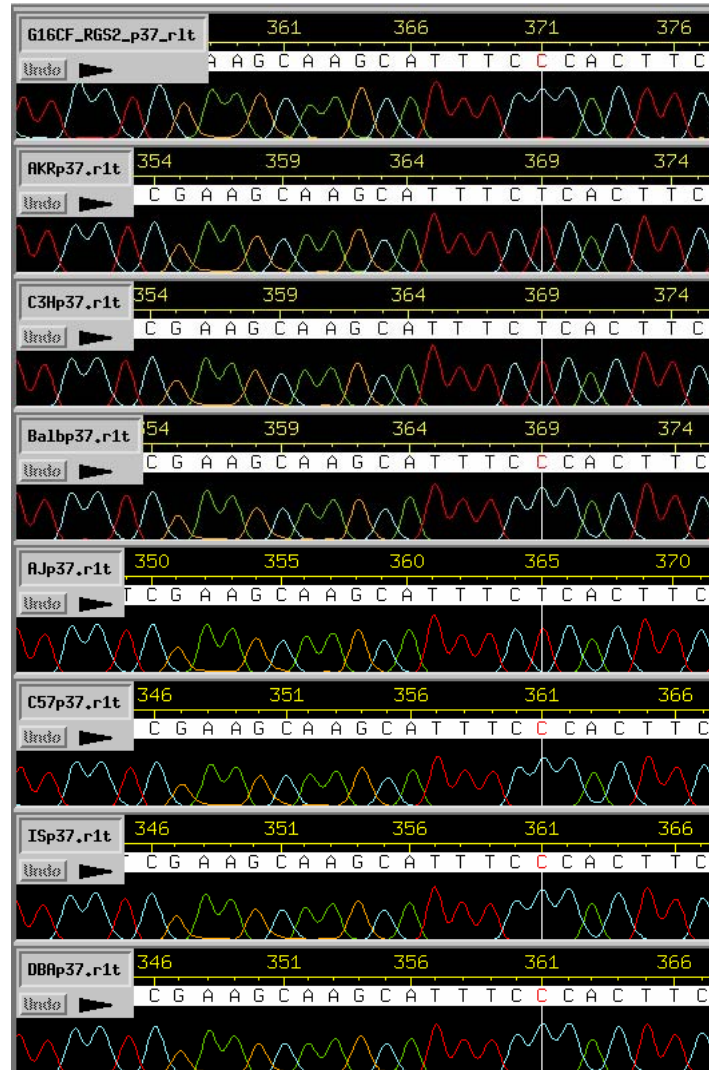 G16CF_RGS2_p37_r1t 361 366 371 376
Undo A A G C A A G C A T T T C C C A C T T C
AKRp37.r1t 354 359 364 369 374
Undo C G A A G C A A G C A T T T C T C A C T T C
C3Hp37.r1t 354 359 364 369 374
Undo C G A A G C A A G C A T T T C T C A C T T C
Balbp37.r1t 354 359 364 369 374
Undo C G A A G C A A G C A T T T C C C A C T T C
AJp37.r1t 350 355 360 365 370
Undo T C G A A G C A A G C A T T T C T C A C T T C
C57p37.r1t 346 351 356 361 366
Undo C G A A G C A A G C A T T T C C C A C T T C
ISp37.r1t 346 351 356 361 366
Undo T C G A A G C A A G C A T T T C C C A C T T C
DBAp37.r1t 346 351 356 361 366
Undo C G A A G C A A G C A T T T C C C A C T T C